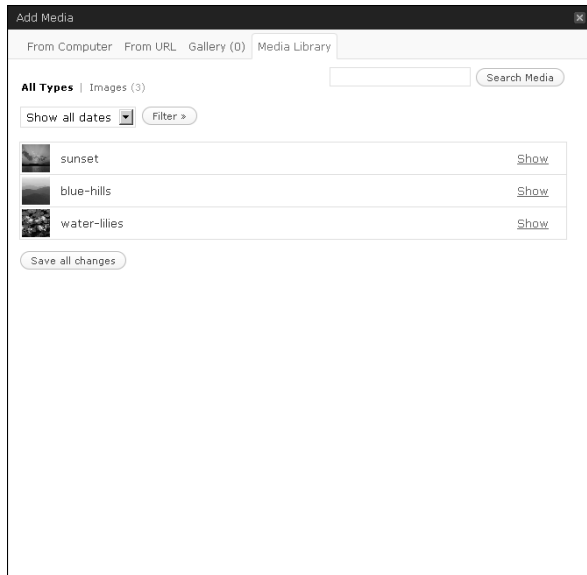 Add Media
From Computer From URL Gallery (0) Media Library
Search Media
All Types | Images (3)
Show all dates Filter »
sunset Show
blue-hills Show
water-lilies Show
Save all changes